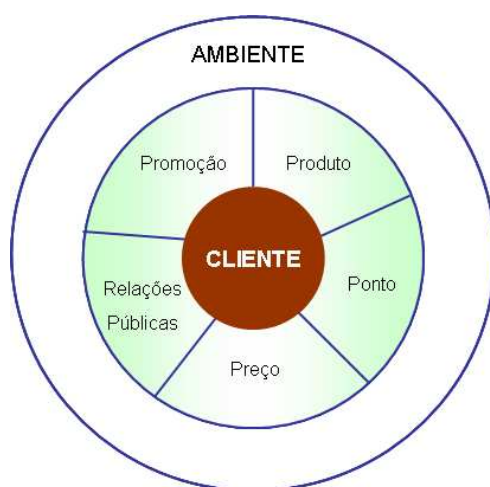 AMBIENTE
Promoção
Produto
CLIENTE
Relações
Públicas
Ponto
Preço